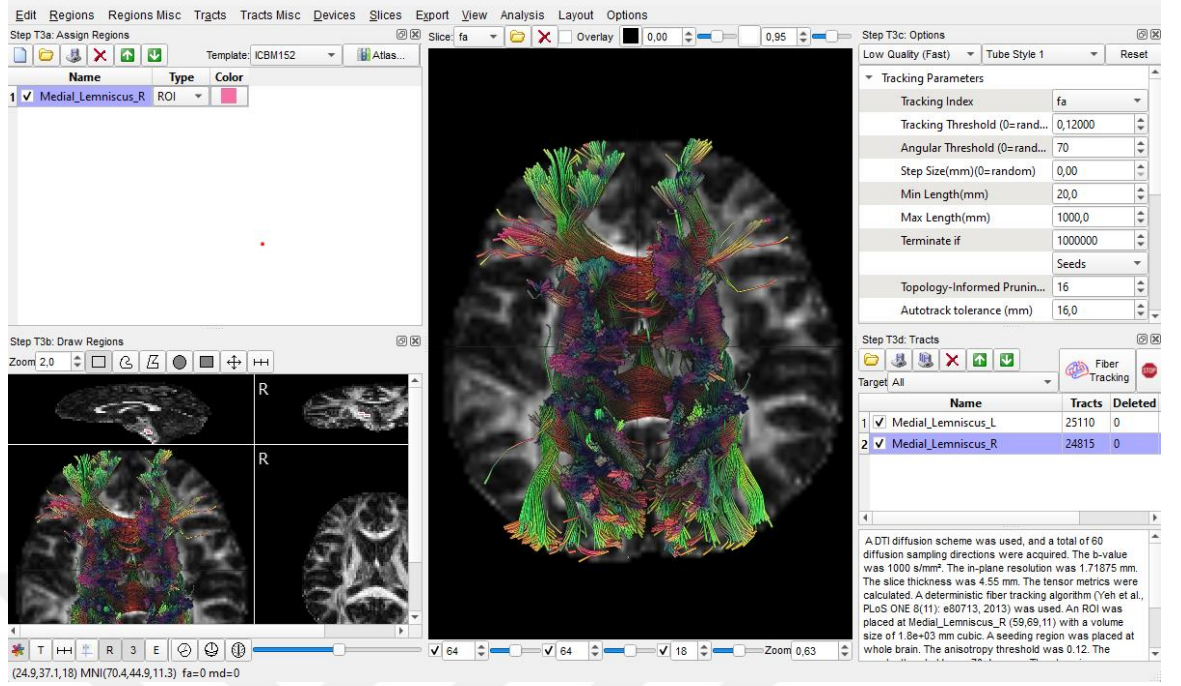 Edit Regions Regions Misc Tracts Tracts Misc Devices Slices Export View Analysis Layout Options
Step T3a: Assign Regions
Template: ICBM152 Atlas...
Name Type Color
1 Medial_Lemniscus_R ROI
Step T3b: Draw Regions
Zoom 2,0
R
R
T R 3 E
(24.9,37.1,18) MNI(70.4,44.9,11.3) fa=0 md=0
Slice: fa Overlay 0,00 0,95
64 64 18 Zoom 0,63
Step T3c: Options
Low Quality (Fast) Tube Style 1 Reset
Tracking Parameters
Tracking Index fa
Tracking Threshold (0=rand... 0,12000
Angular Threshold (0=rand... 70
Step Size(mm)(0=random) 0,00
Min Length(mm) 20,0
Max Length(mm) 1000,0
Terminate if 1000000
Seeds
Topology-Informed Prunin... 16
Autotrack tolerance (mm) 16,0
Step T3d: Tracts
Fiber Tracking STOP
Target All
Name Tracts Deleted
1 Medial_Lemniscus_L 25110 0
2 Medial_Lemniscus_R 24815 0
A DTI diffusion scheme was used, and a total of 60
diffusion sampling directions were acquired. The b-value
was 1000 s/mm². The in-plane resolution was 1.71875 mm.
The slice thickness was 4.55 mm. The tensor metrics were
calculated. A deterministic fiber tracking algorithm (Yeh et al.,
PLoS ONE 8(11): e80713, 2013) was used. An ROI was
placed at Medial_Lemniscus_R (59,69,11) with a volume
size of 1.8e+03 mm cubic. A seeding region was placed at
whole brain. The anisotropy threshold was 0.12. The